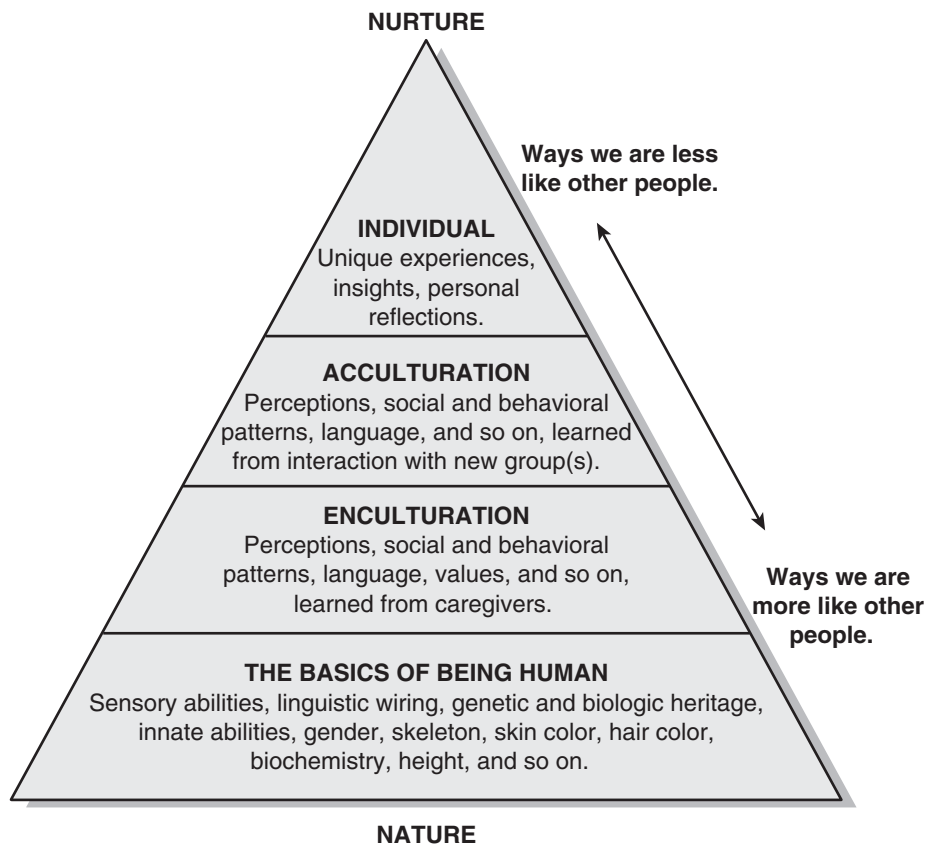 NURTURE
Ways we are less
like other people.
INDIVIDUAL
Unique experiences,
insights, personal
reflections.
ACCULTURATION
Perceptions, social and behavioral
patterns, language, and so on, learned
from interaction with new group(s).
ENCULTURATION
Perceptions, social and behavioral
patterns, language, values, and so on,
learned from caregivers.
Ways we are
more like other
people.
THE BASICS OF BEING HUMAN
Sensory abilities, linguistic wiring, genetic and biologic heritage,
innate abilities, gender, skeleton, skin color, hair color,
biochemistry, height, and so on.
NATURE